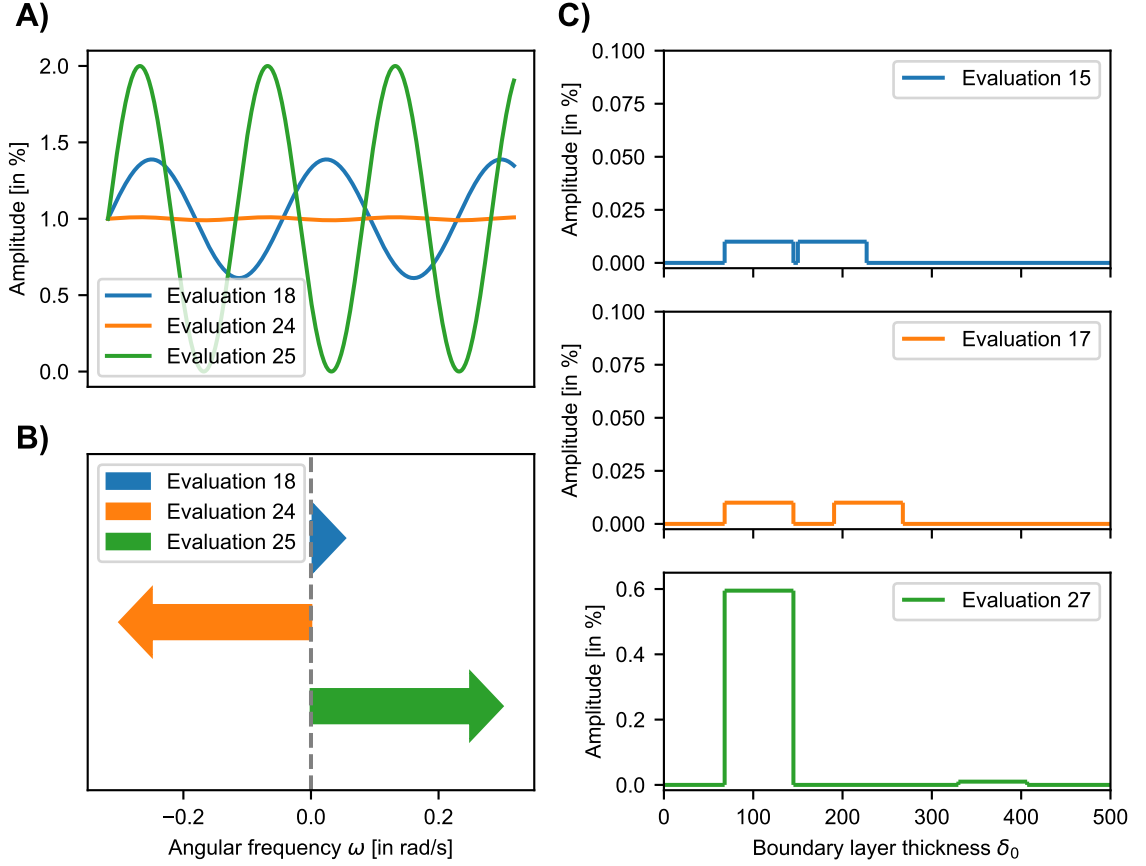 A)
Amplitude [in %]
2.0
1.5
1.0
0.5
0.0
Evaluation 18
Evaluation 24
Evaluation 25
B)
Evaluation 18
Evaluation 24
Evaluation 25
−0.2
0.0
0.2
Angular frequency ω [in rad/s]
C)
Amplitude [in %]
0.100
0.075
0.050
0.025
0.000
Evaluation 15
Amplitude [in %]
0.100
0.075
0.050
0.025
0.000
Evaluation 17
Amplitude [in %]
0.6
0.4
0.2
0.0
Evaluation 27
0
100
200
300
400
500
Boundary layer thickness δ₀